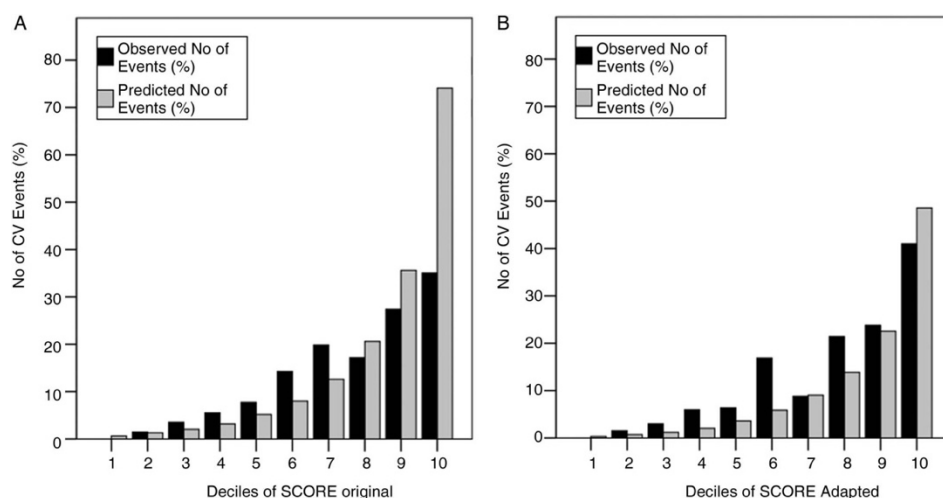 A
Observed No of
Events (%)
Predicted No of
Events (%)
No of CV Events (%)
80
70
60
50
40
30
20
10
0
1 2 3 4 5 6 7 8 9 10
Deciles of SCORE original
B
Observed No of
Events (%)
Predicted No of
Events (%)
No of CV Events (%)
80
70
60
50
40
30
20
10
0
1 2 3 4 5 6 7 8 9 10
Deciles of SCORE Adapted